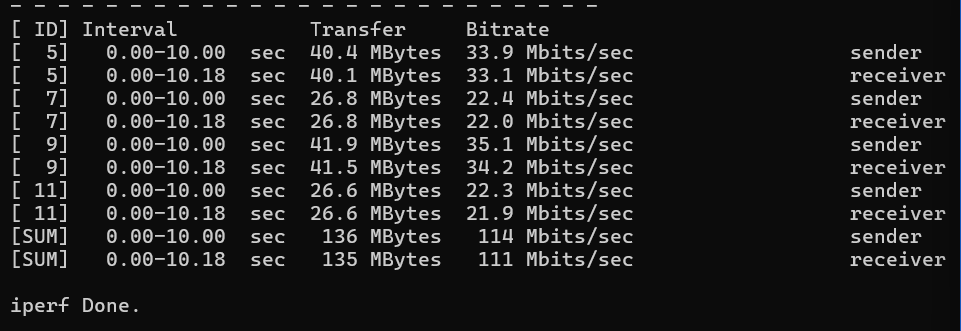 - - - - - - - - - - - - - - - - - - - - - - - - -
[ ID] Interval           Transfer     Bitrate
[  5]   0.00-10.00  sec  40.4 MBytes  33.9 Mbits/sec                  sender
[  5]   0.00-10.18  sec  40.1 MBytes  33.1 Mbits/sec                  receiver
[  7]   0.00-10.00  sec  26.8 MBytes  22.4 Mbits/sec                  sender
[  7]   0.00-10.18  sec  26.8 MBytes  22.0 Mbits/sec                  receiver
[  9]   0.00-10.00  sec  41.9 MBytes  35.1 Mbits/sec                  sender
[  9]   0.00-10.18  sec  41.5 MBytes  34.2 Mbits/sec                  receiver
[ 11]   0.00-10.00  sec  26.6 MBytes  22.3 Mbits/sec                  sender
[ 11]   0.00-10.18  sec  26.6 MBytes  21.9 Mbits/sec                  receiver
[SUM]   0.00-10.00  sec   136 MBytes   114 Mbits/sec                  sender
[SUM]   0.00-10.18  sec   135 MBytes   111 Mbits/sec                  receiver

iperf Done.